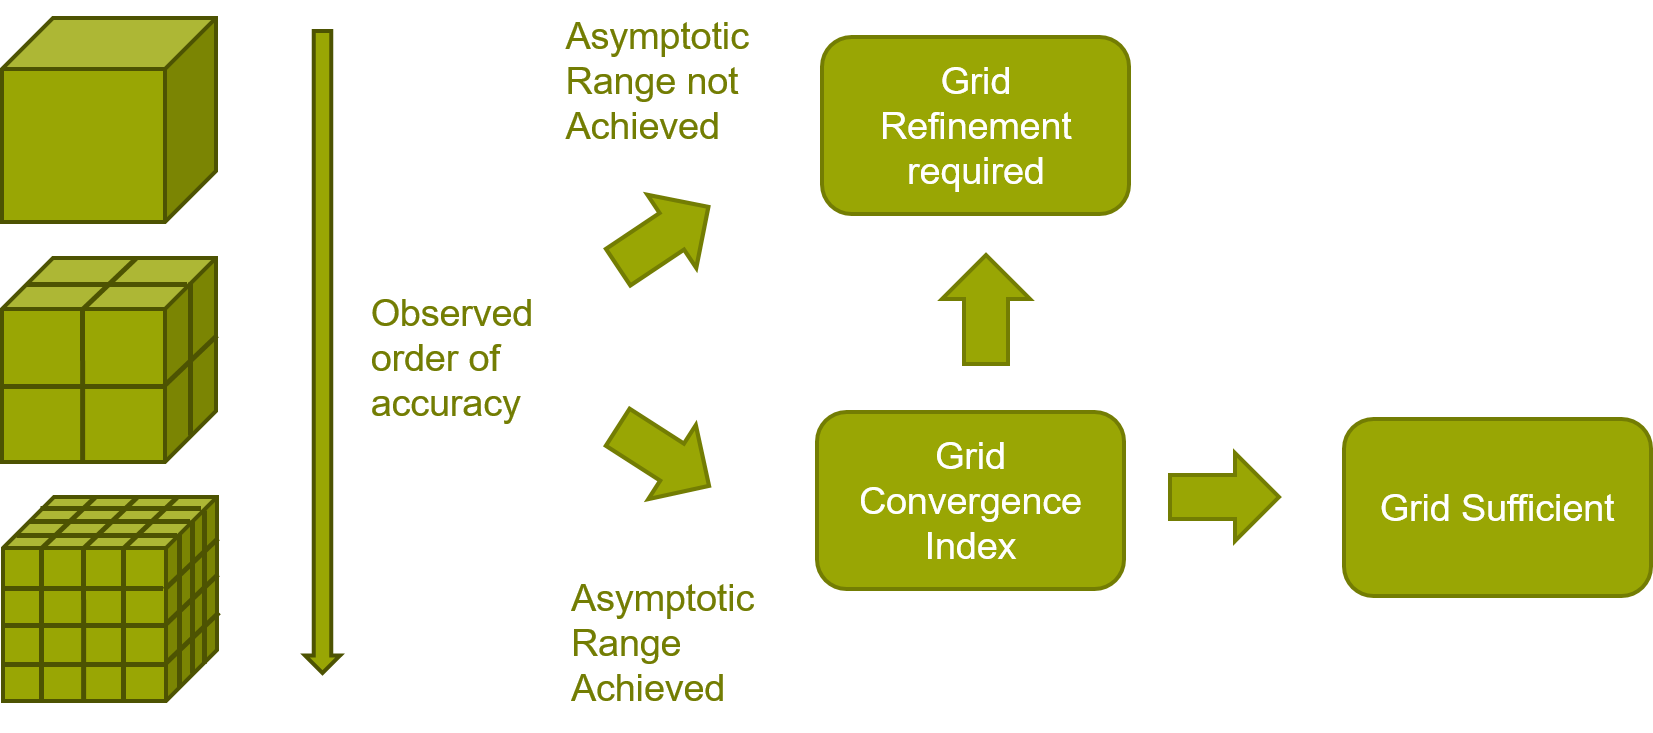 Asymptotic
Range not
Achieved
Grid
Refinement
required
Observed
order of
accuracy
Grid
Convergence
Index
Grid Sufficient
Asymptotic
Range
Achieved